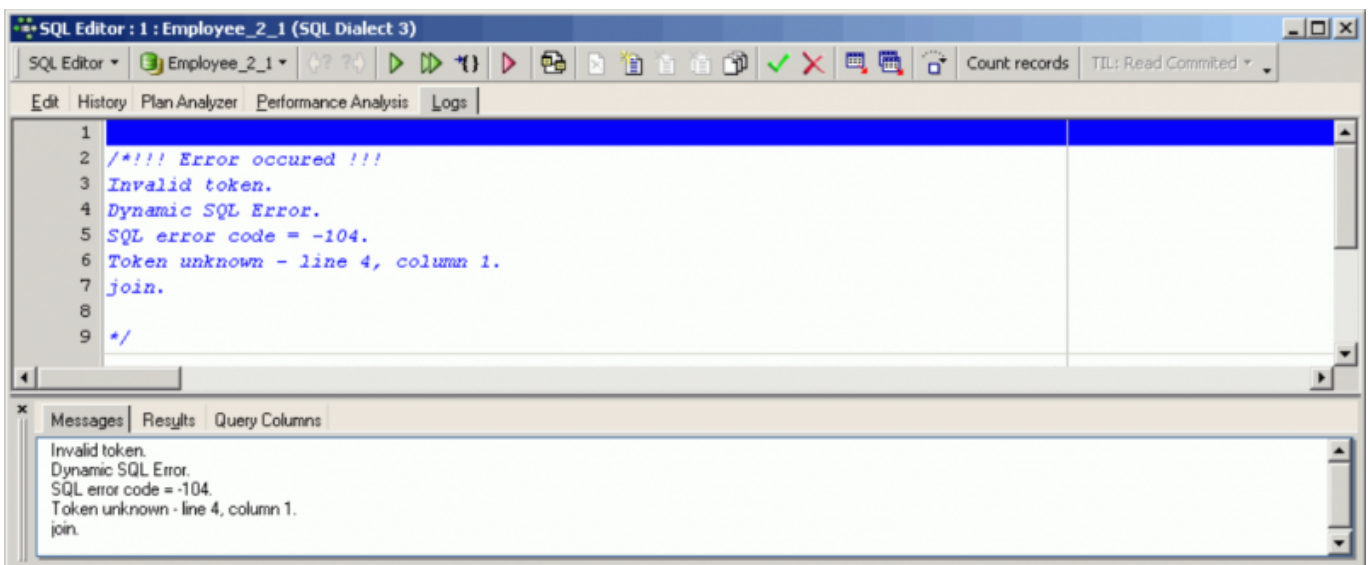 SQL Editor : 1 : Employee_2_1 (SQL Dialect 3)
SQL Editor Employee_2_1 Count records TIL: Read Commited
Edit History Plan Analyzer Performance Analysis Logs
1
2 /*!!! Error occured !!!
3 Invalid token.
4 Dynamic SQL Error.
5 SQL error code = -104.
6 Token unknown - line 4, column 1.
7 join.
8
9 */
Messages Results Query Columns
Invalid token.
Dynamic SQL Error.
SQL error code = -104.
Token unknown - line 4, column 1.
join.